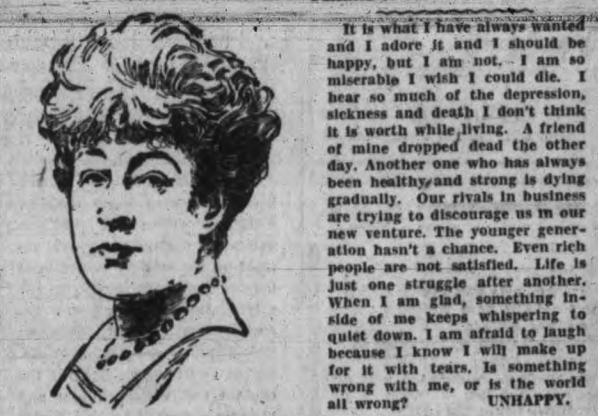 It is what I have always wanted
and I adore it and I should be
happy, but I am not. I am so
miserable I wish I could die. I
hear so much of the depression,
sickness and death I don't think
it is worth while living. A friend
of mine dropped dead the other
day. Another one who has always
been healthy and strong is dying
gradually. Our rivals in business
are trying to discourage us in our
new venture. The younger gener-
ation hasn't a chance. Even rich
people are not satisfied. Life is
just one struggle after another.
When I am glad, something in-
side of me keeps whispering to
quiet down. I am afraid to laugh
because I know I will make up
for it with tears. Is something
wrong with me, or is the world
all wrong? UNHAPPY.